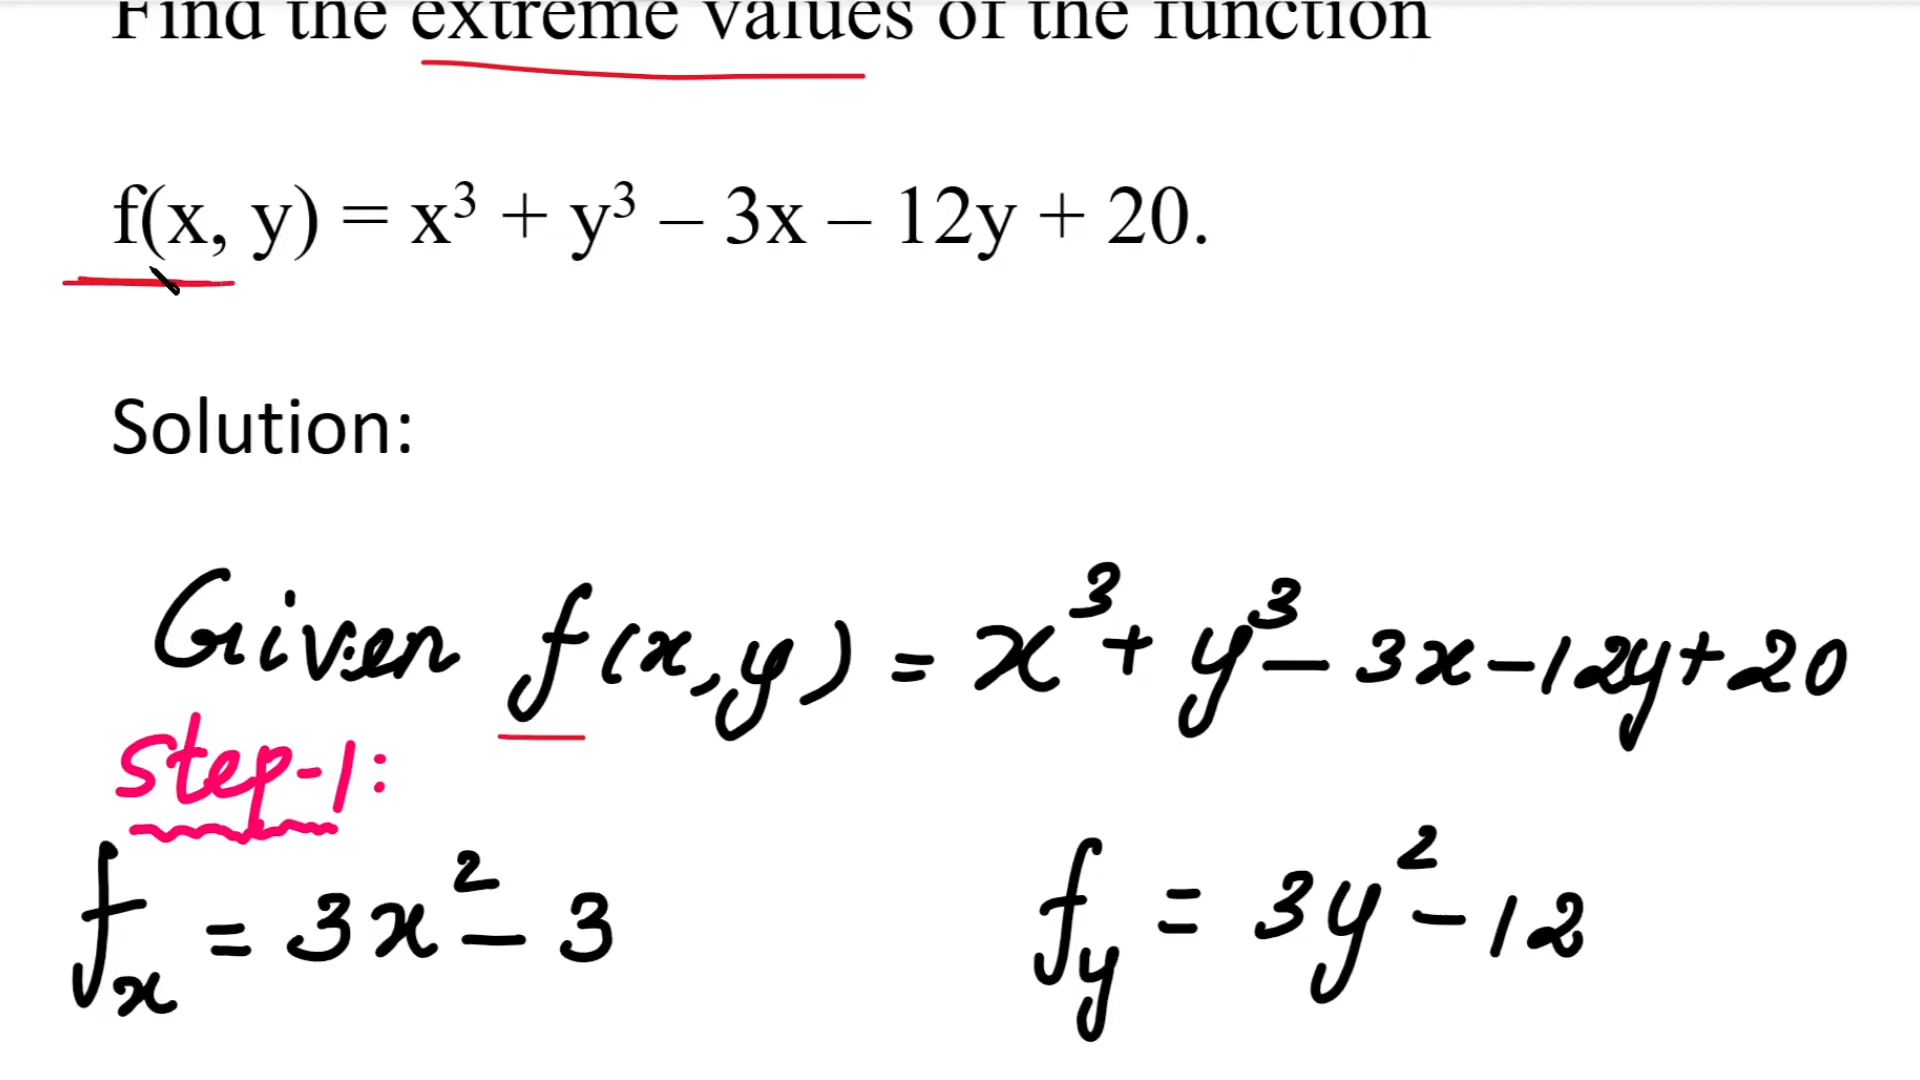 Find the extreme values of the function
f(x, y) = x³ + y³ – 3x – 12y + 20.
Solution:
Given f(x,y) = x³ + y³ – 3x – 12y + 20
Step-1:
fₓ = 3x² – 3
f_y = 3y² – 12